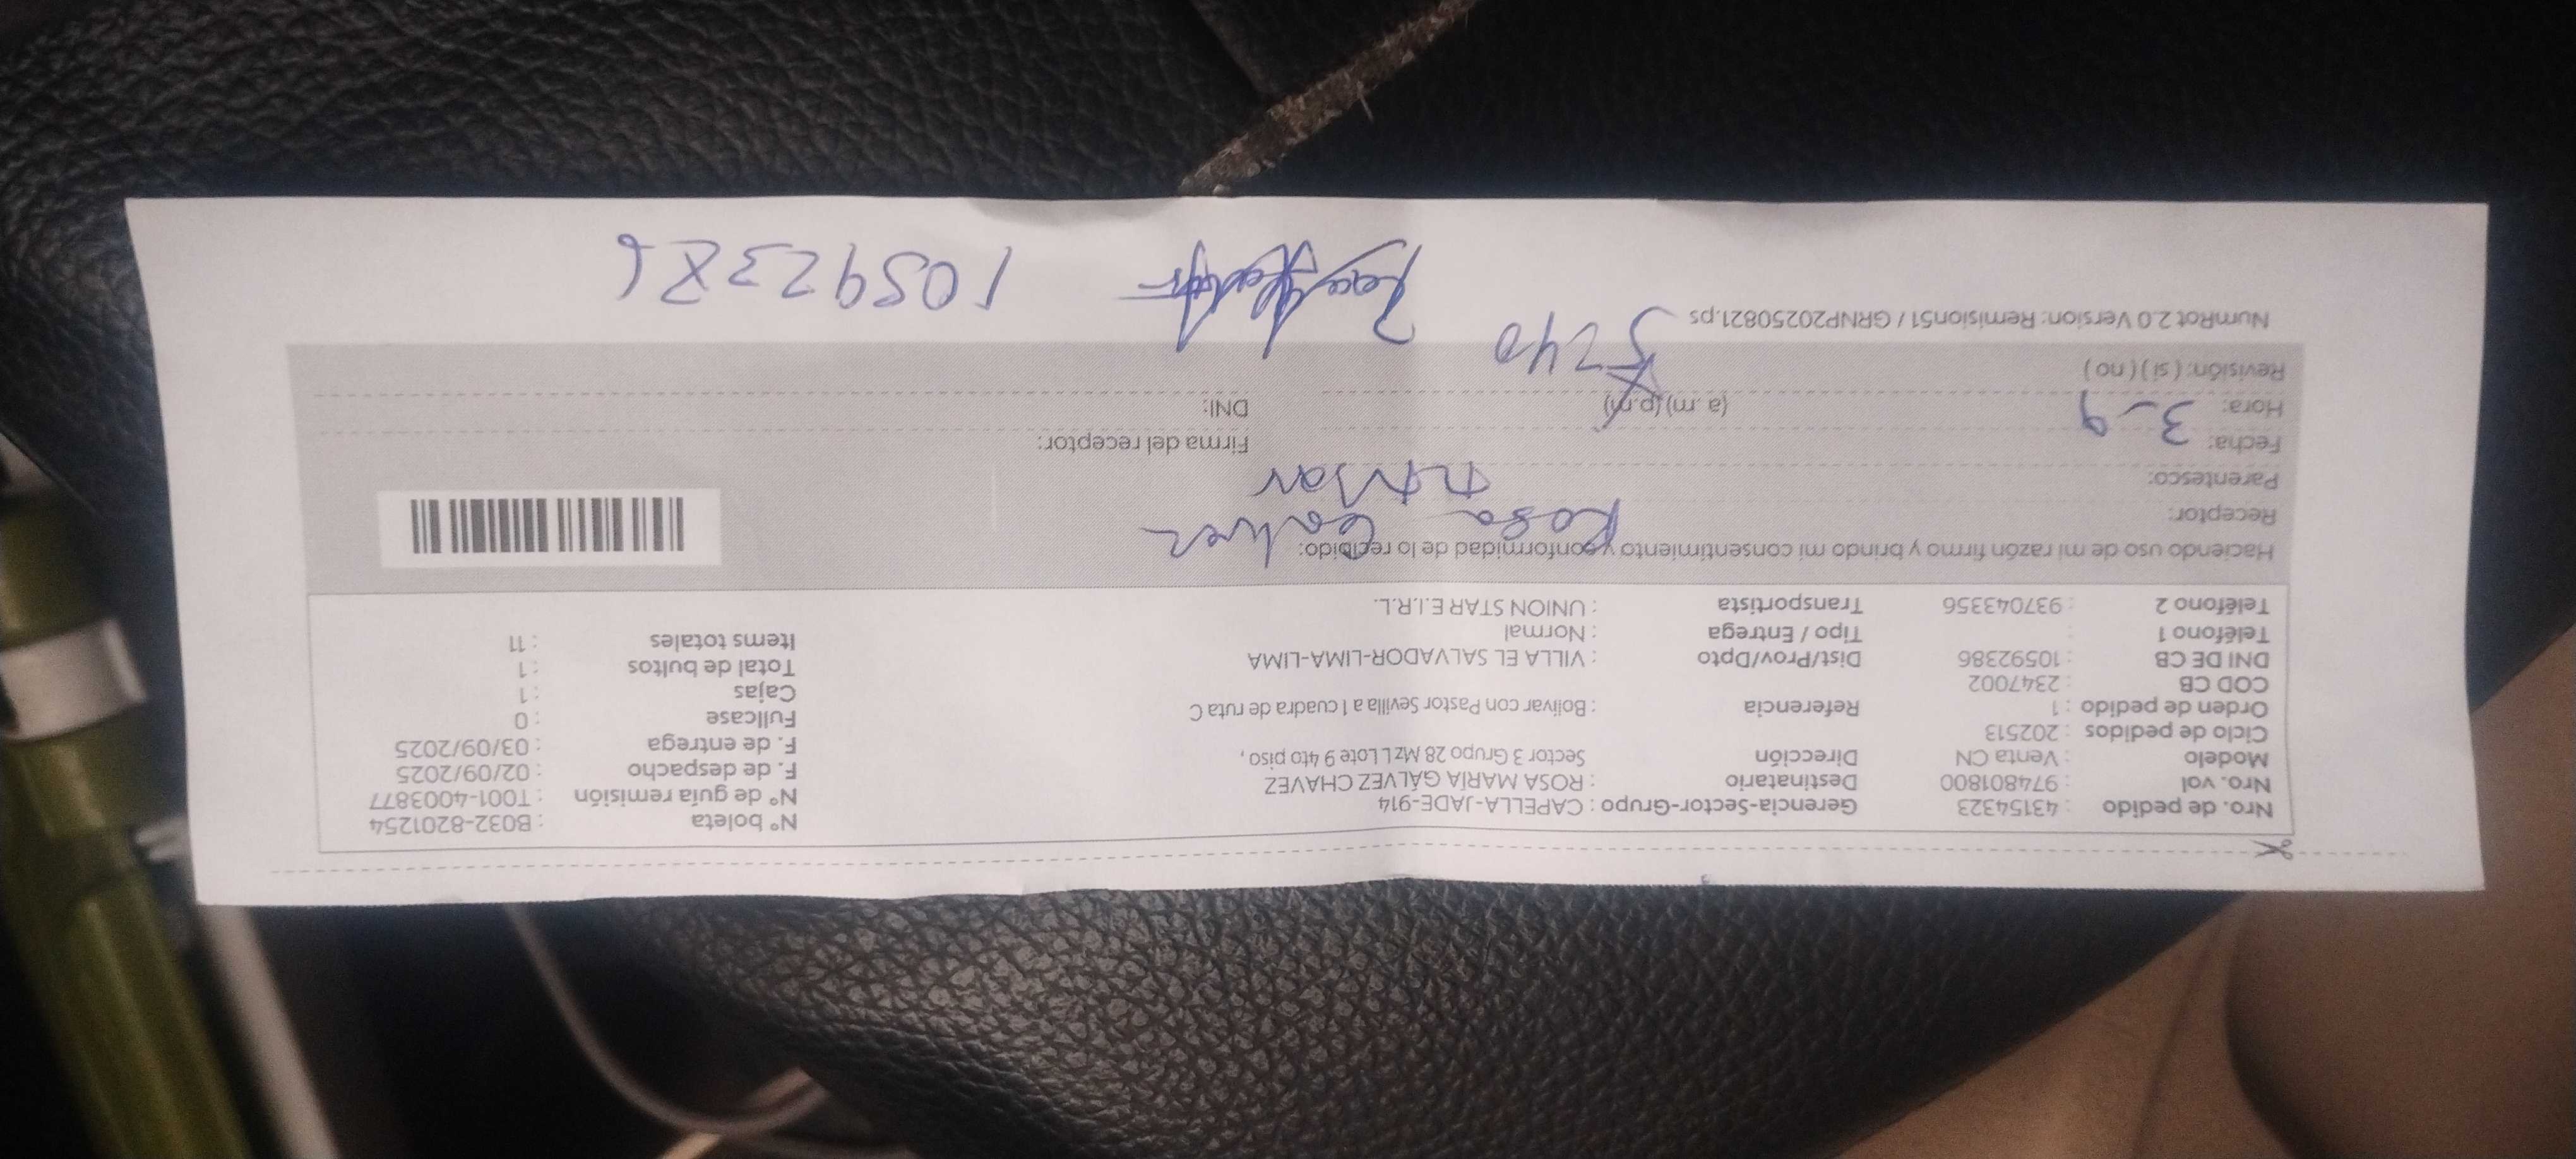 Nro. de pedido : 43154323 Gerencia-Sector-Grupo : CAPELLA-JADE-914 N° boleta : B032-8201254
Nro. val : 974801800 Destinatario : ROSA MARÍA GÁLVEZ CHAVEZ N° de guía remisión : T001-4003877
Modelo : Venta CN Dirección Sector 3 Grupo 28 Mz L Lote 9 4to piso , F. de despacho : 02/09/2025
Ciclo de pedidos : 202513 F. de entrega : 03/09/2025
Orden de pedido : 1 Referencia : Bolivar con Pastor Sevilla a 1 cuadra de ruta C Fullcase : 0
COD CB : 2347002 Cajas : 1
DNI DE CB : 10592386 Dist/Prov/Dpto : VILLA EL SALVADOR-LIMA-LIMA Total de bultos : 1
Teléfono 1 : Tipo / Entrega : Normal Items totales : 11
Teléfono 2 : 937043356 Transportista : UNION STAR E.I.R.L.
Haciendo uso de mi razón firmo y brindo mi consentimiento y conformidad de lo recibido:
Receptor: Rosa Galvez
Parentesco: titular
Fecha: 3-9 Firma del receptor:
Hora: (a. m) (p.m) DNI:
Revisión: ( si ) ( no )
5240
NumRot 2.0 Version: Remision51 / GRNP20250821.ps
10592386